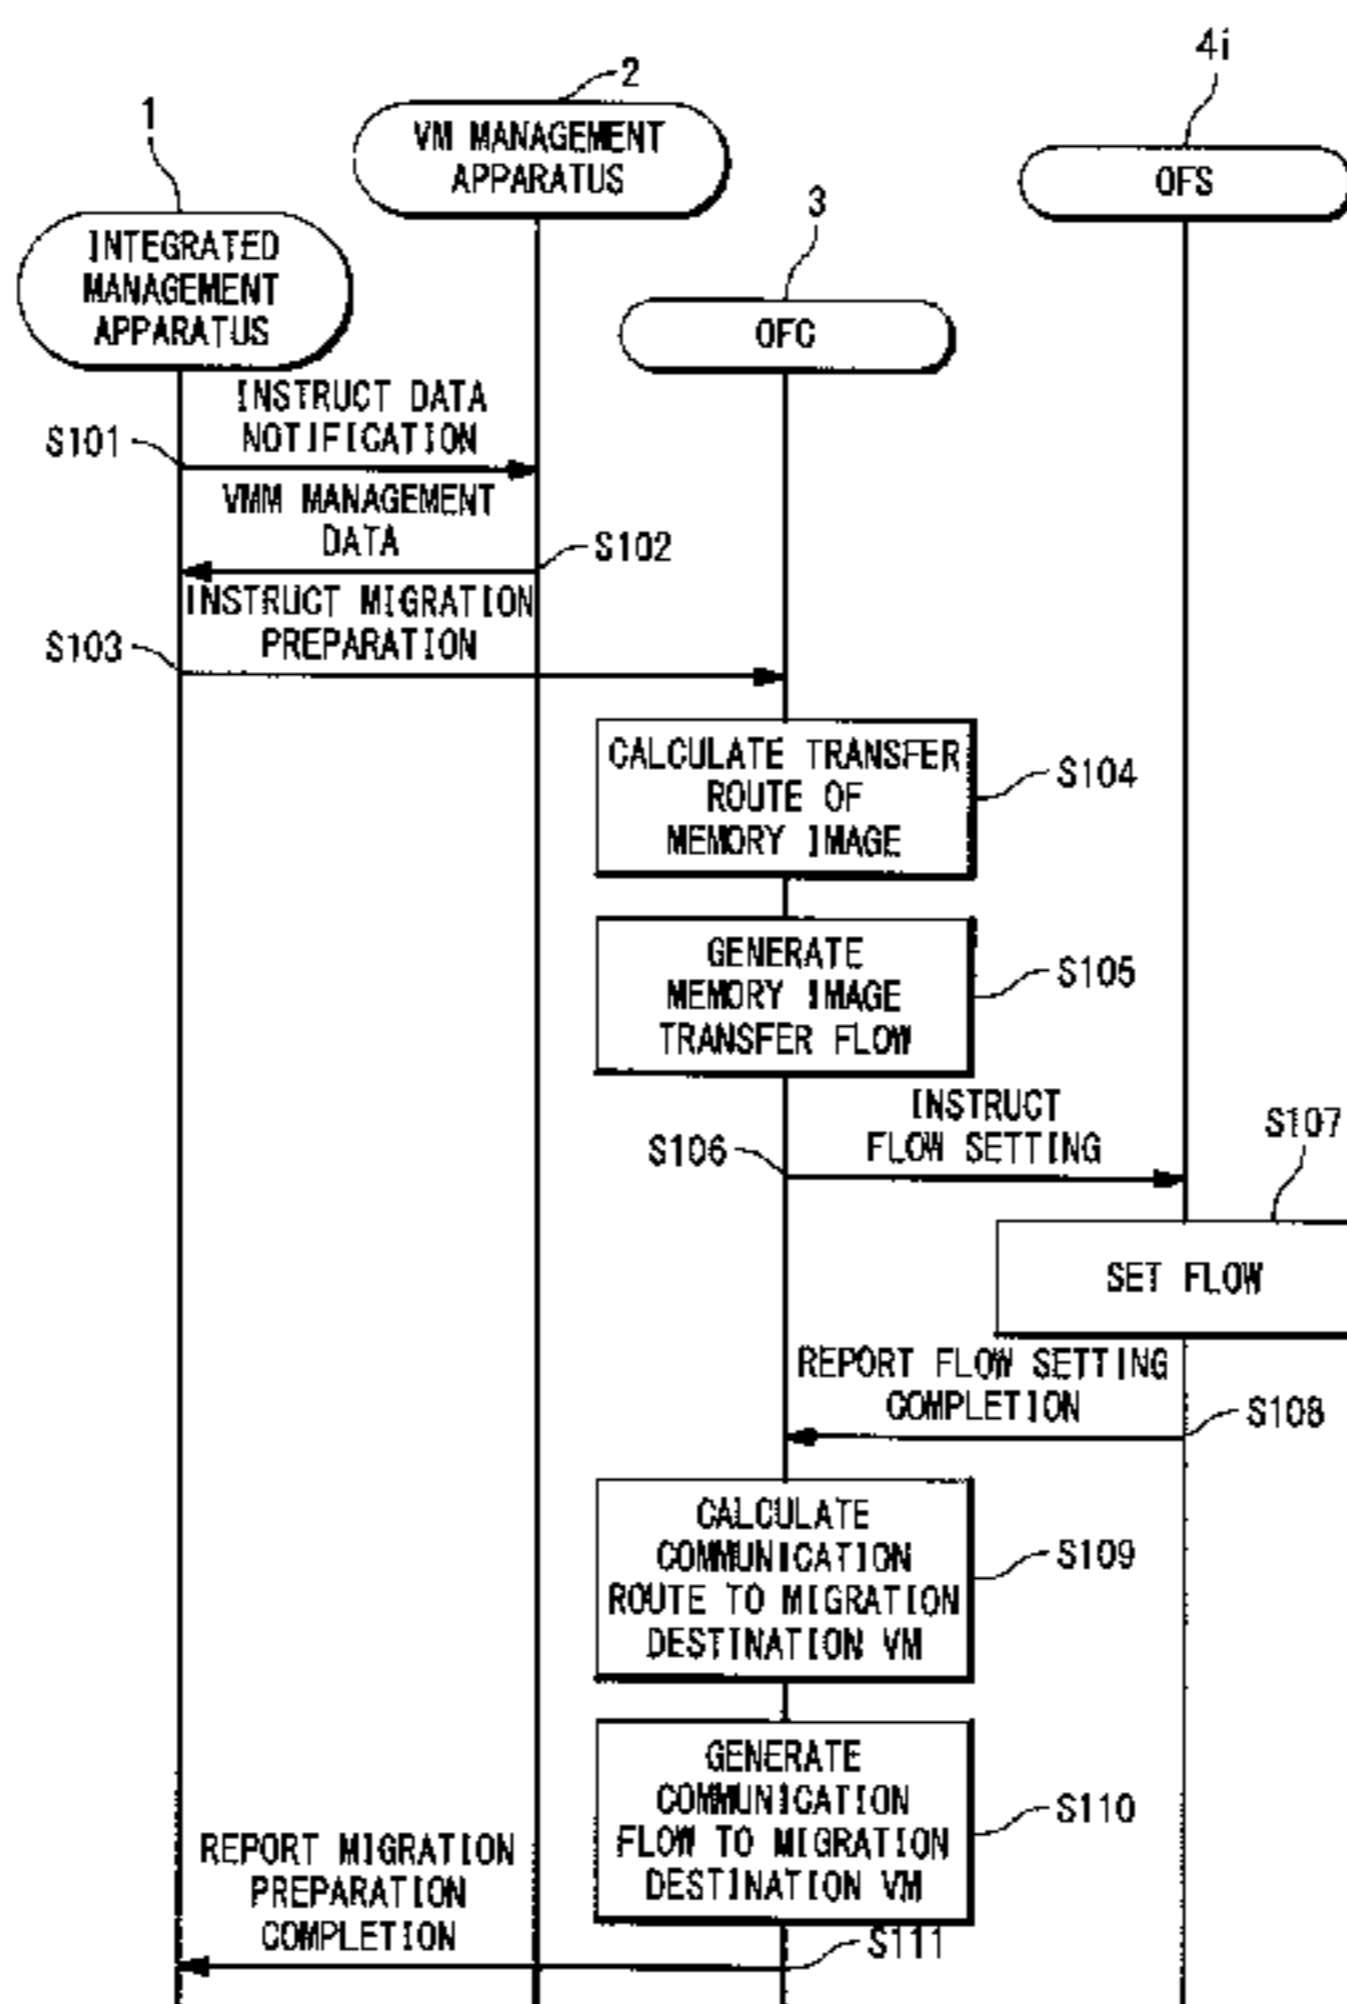 4i
2
1
VM MANAGEMENT
APPARATUS
OFS
3
INTEGRATED
MANAGEMENT
APPARATUS
OFC
INSTRUCT DATA
NOTIFICATION
S101
VMM MANAGEMENT
DATA
S102
INSTRUCT MIGRATION
PREPARATION
S103
CALCULATE TRANSFER
ROUTE OF
MEMORY IMAGE
S104
GENERATE
MEMORY IMAGE
TRANSFER FLOW
S105
INSTRUCT
FLOW SETTING
S106
S107
SET FLOW
REPORT FLOW SETTING
COMPLETION
S108
CALCULATE
COMMUNICATION
ROUTE TO MIGRATION
DESTINATION VM
S109
GENERATE
COMMUNICATION
FLOW TO MIGRATION
DESTINATION VM
S110
REPORT MIGRATION
PREPARATION
COMPLETION
S111